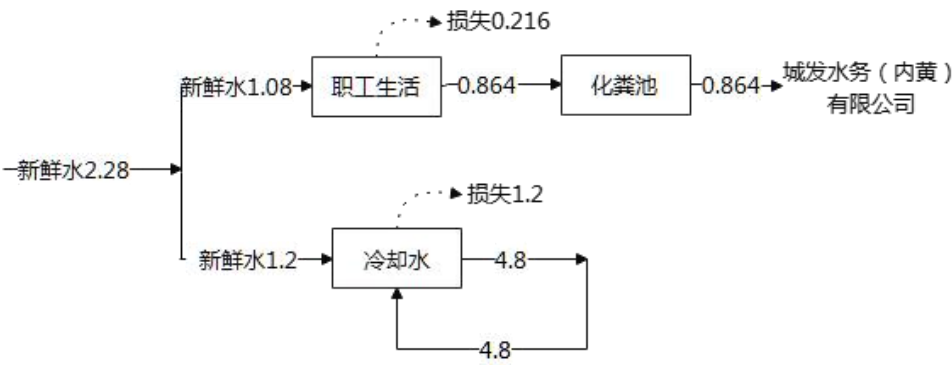 损失0.216
新鲜水1.08
职工生活
0.864
化粪池
0.864
城发水务（内黄）
有限公司
新鲜水2.28
损失1.2
新鲜水1.2
冷却水
4.8
4.8